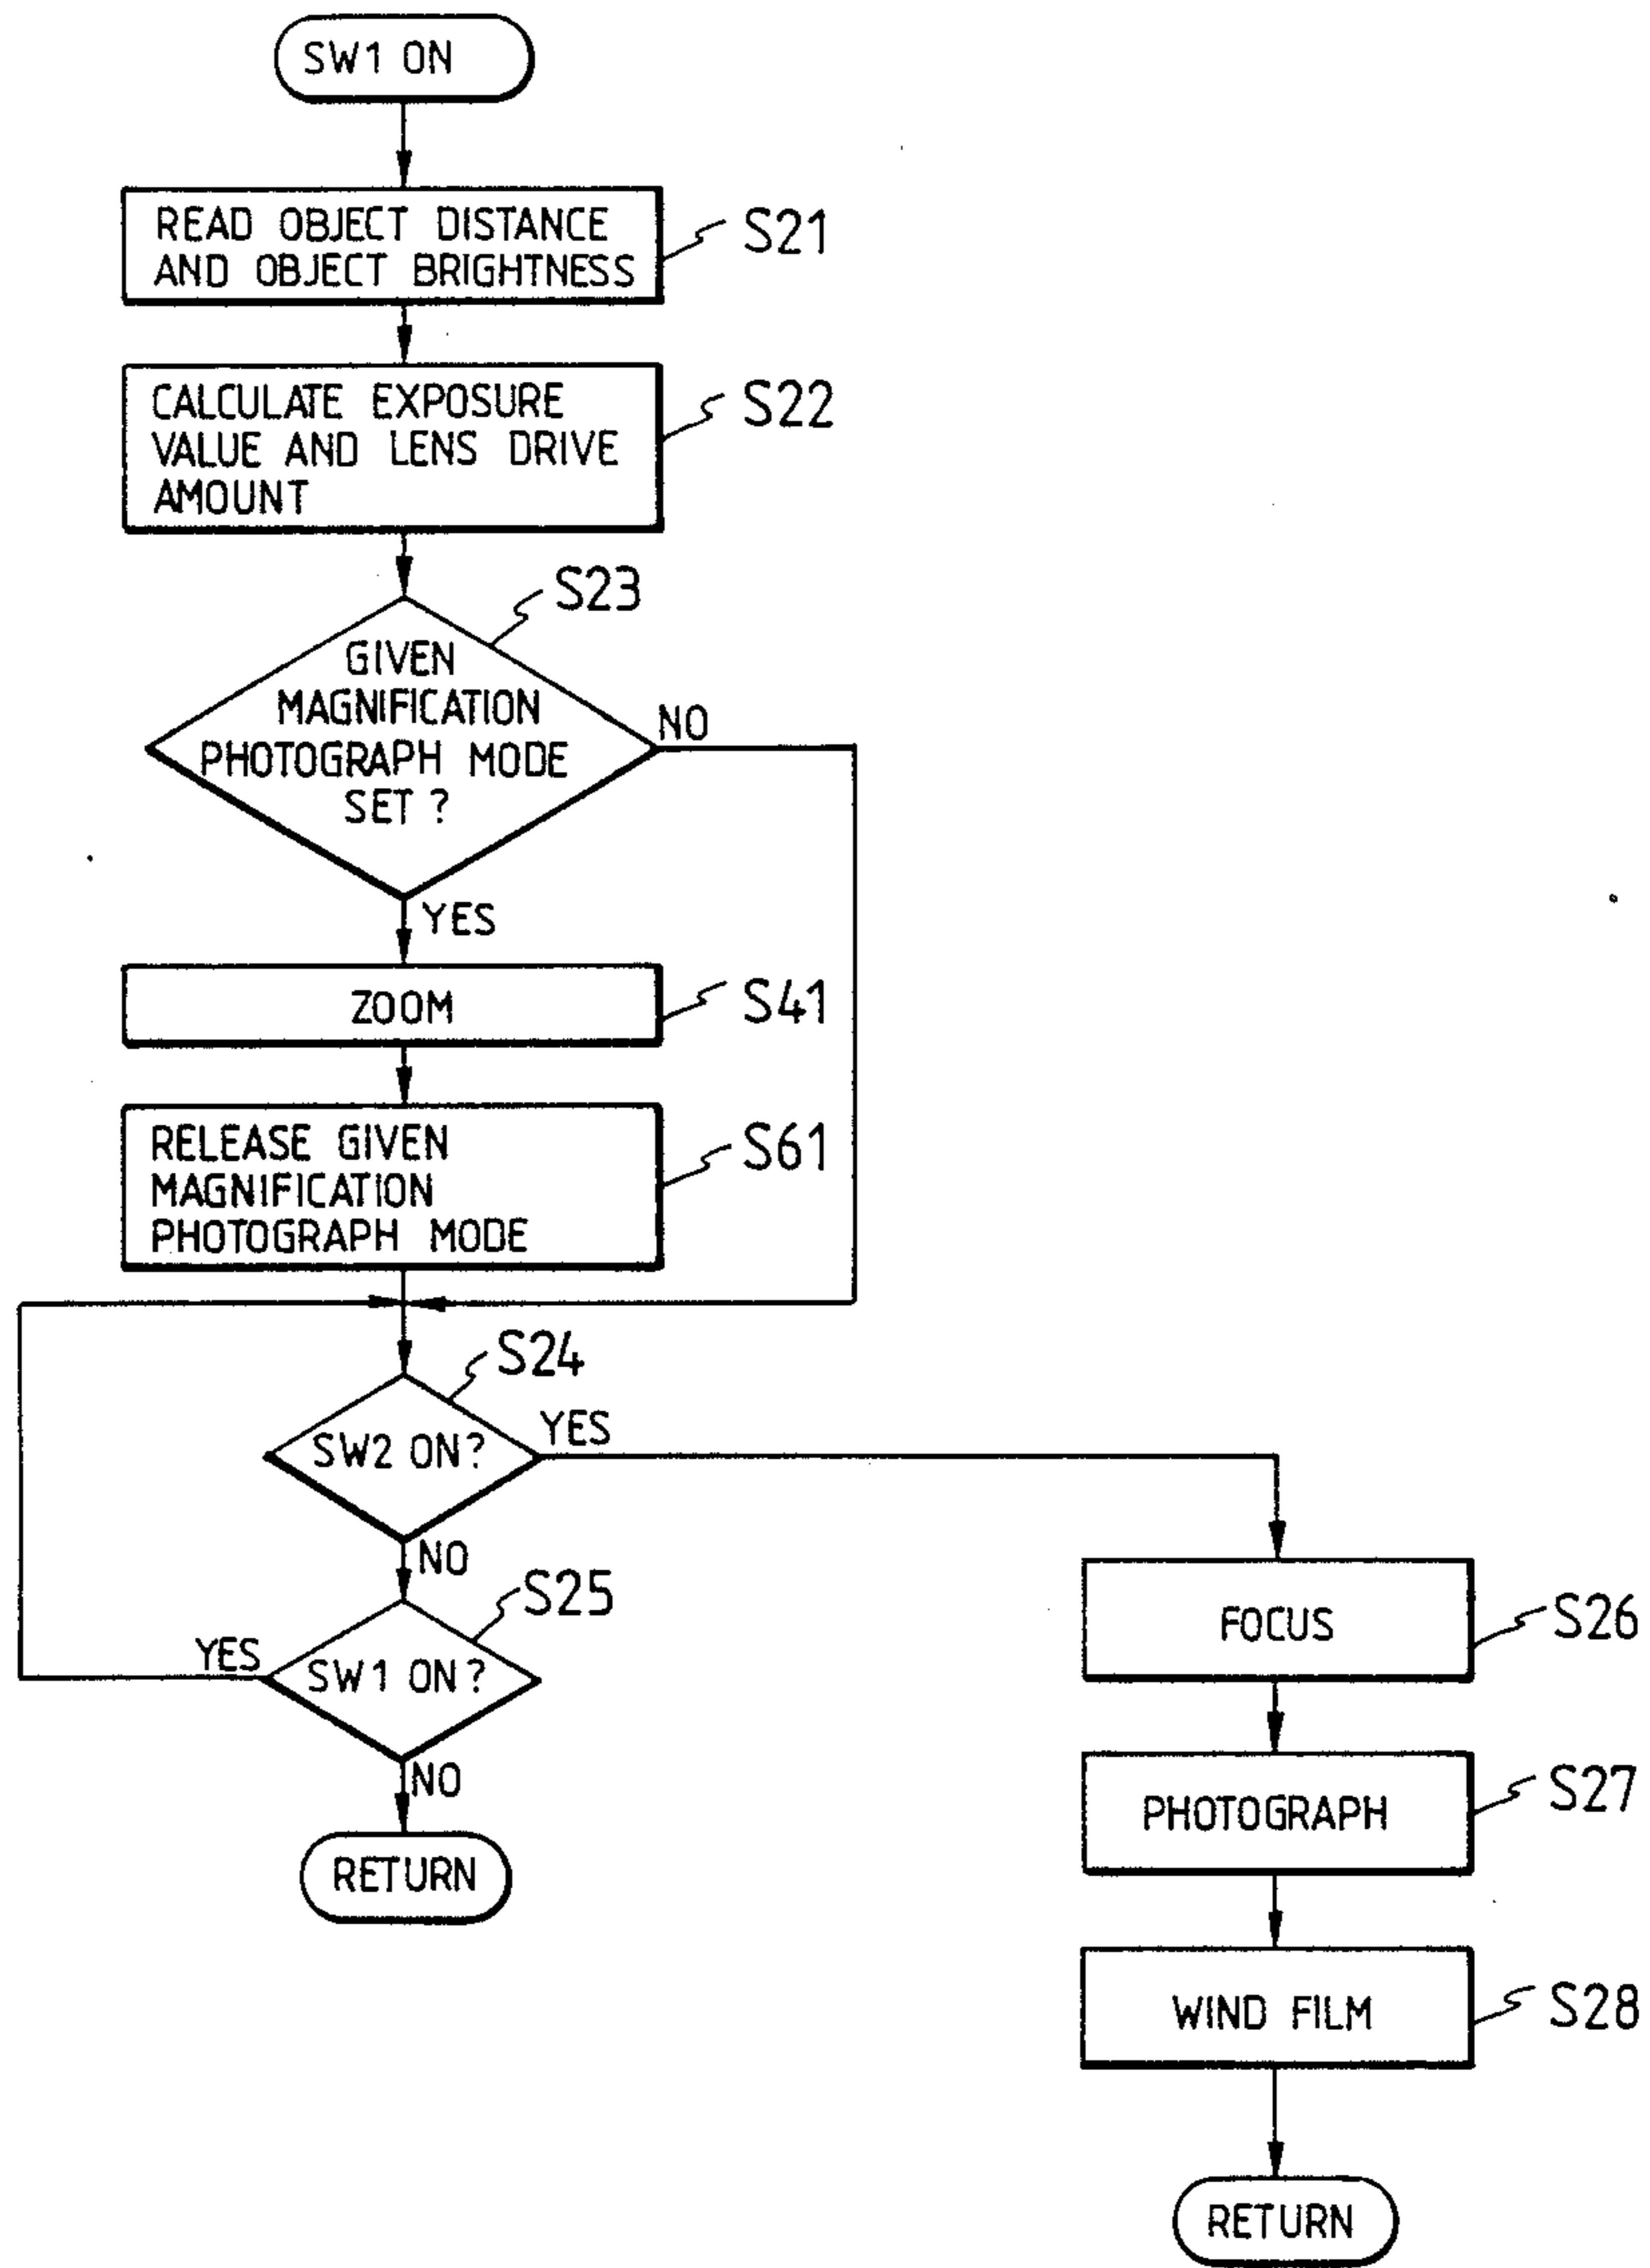 SW1 ON
READ OBJECT DISTANCE
AND OBJECT BRIGHTNESS
S21
CALCULATE EXPOSURE
VALUE AND LENS DRIVE
AMOUNT
S22
S23
GIVEN
MAGNIFICATION
PHOTOGRAPH MODE
SET ?
NO
YES
ZOOM
S41
RELEASE GIVEN
MAGNIFICATION
PHOTOGRAPH MODE
S61
S24
SW2 ON?
YES
NO
S25
SW1 ON?
YES
NO
RETURN
FOCUS
S26
PHOTOGRAPH
S27
WIND FILM
S28
RETURN